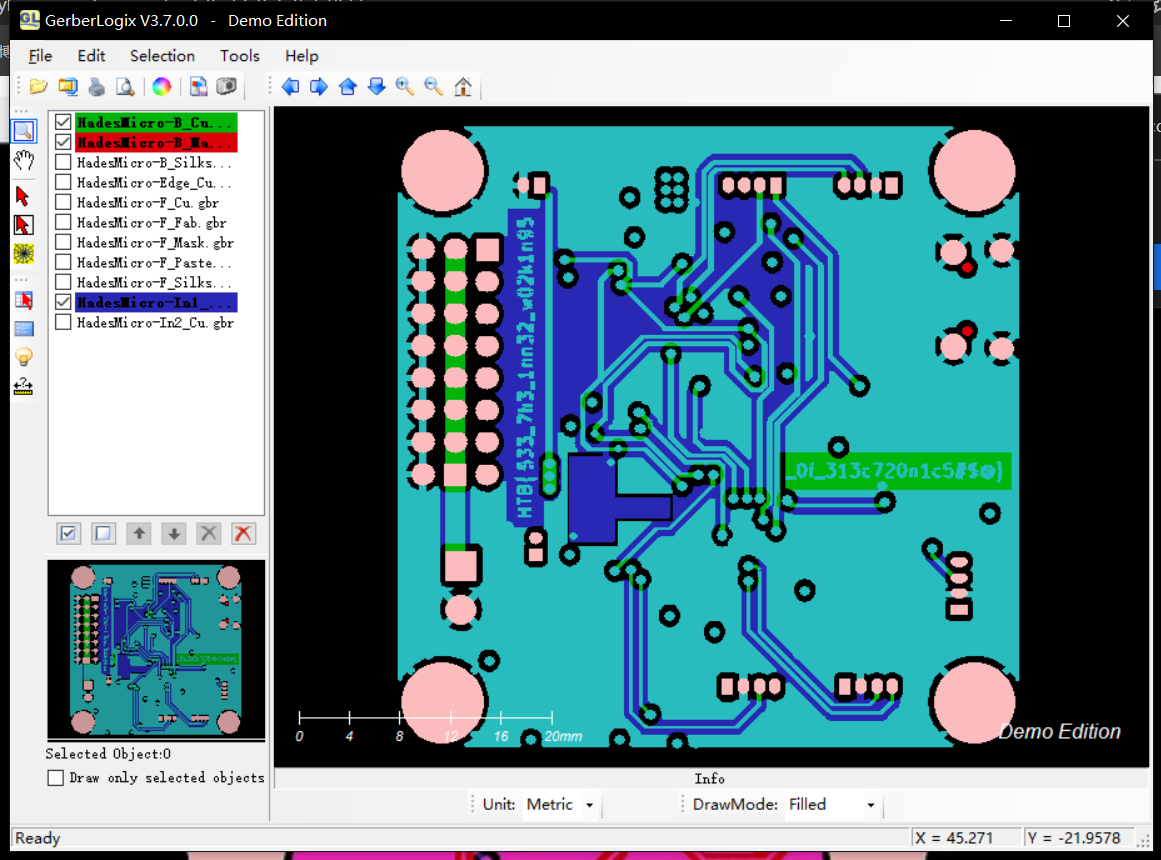 GerberLogix V3.7.0.0 - Demo Edition
File Edit Selection Tools Help
HadesMicro-B_Cu...
HadesMicro-B_Ma...
HadesMicro-B_Silks...
HadesMicro-Edge_Cu...
HadesMicro-F_Cu.gbr
HadesMicro-F_Fab.gbr
HadesMicro-F_Mask.gbr
HadesMicro-F_Paste...
HadesMicro-F_Silks...
HadesMicro-In1_...
HadesMicro-In2_Cu.gbr
HTB{533_7h3_1nn32_w02k1n95
_0f_313c720n1c5#$@}
0 4 8 12 16 20mm
Demo Edition
Selected Object:0
Draw only selected objects
Info
Unit: Metric DrawMode: Filled
Ready X = 45.271 Y = -21.9578